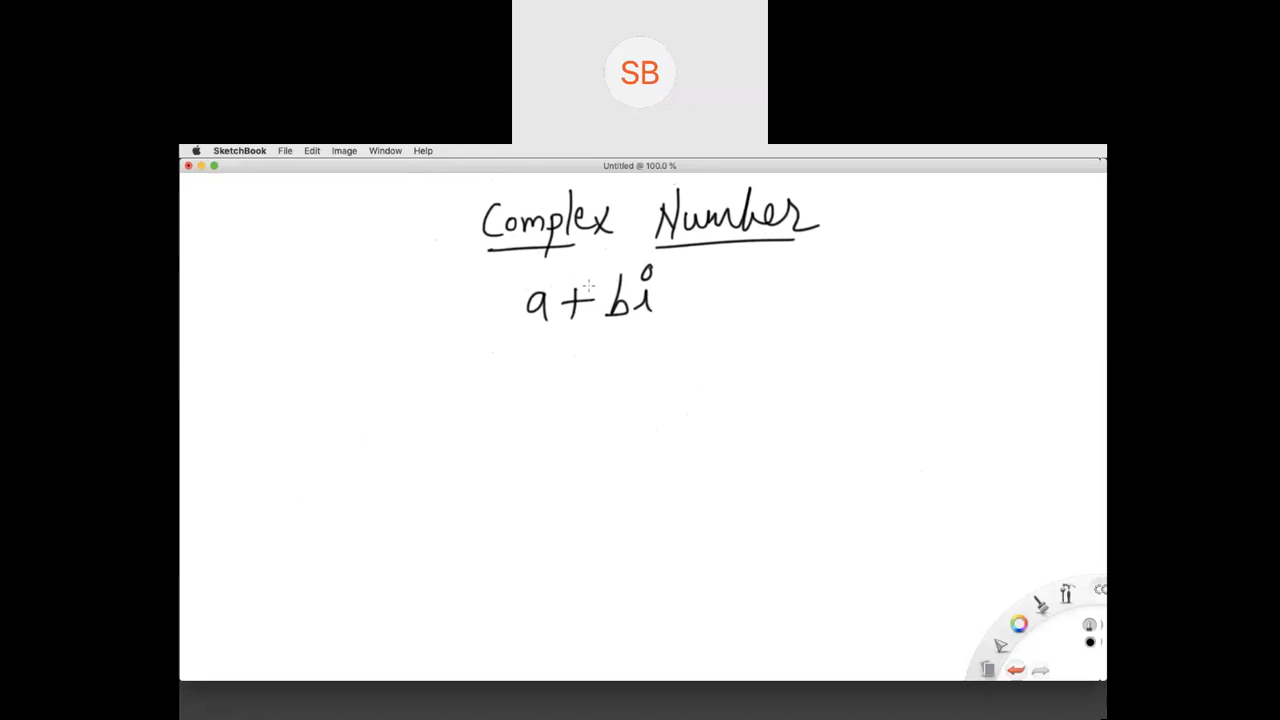 SB
SketchBook File Edit Image Window Help
Untitled @ 100.0 %
Complex Number
a + bi